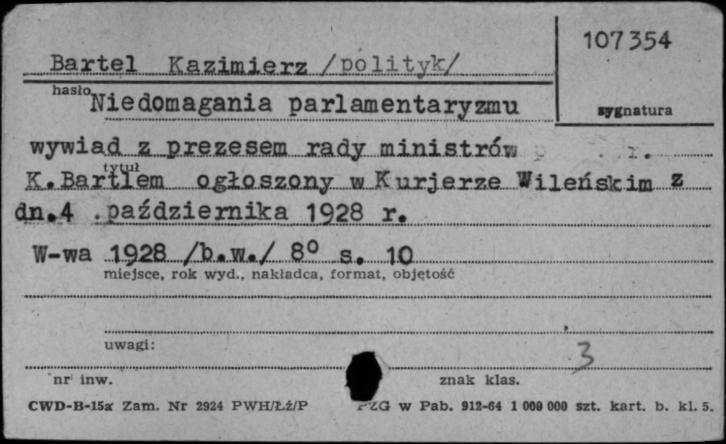 107354
Bartel Kazimierz /polityk/
hasło
Niedomagania parlamentaryzmu
sygnatura
wywiad z prezesem rady ministrów
tytuł
K.Bartlem ogłoszony w Kurjerze Wileńskim z
dn.4 .października 1928 r.
W-wa 1928 /b.w./ 8° s. 10
miejsce, rok wyd., nakładca, format, objętość
uwagi:
3
nr inw.
znak klas.
CWD-B-15a Zam. Nr 2924 PWH/Łż/P
PZG w Pab. 912-64 1 000 000 szt. kart. b. kl. 5.